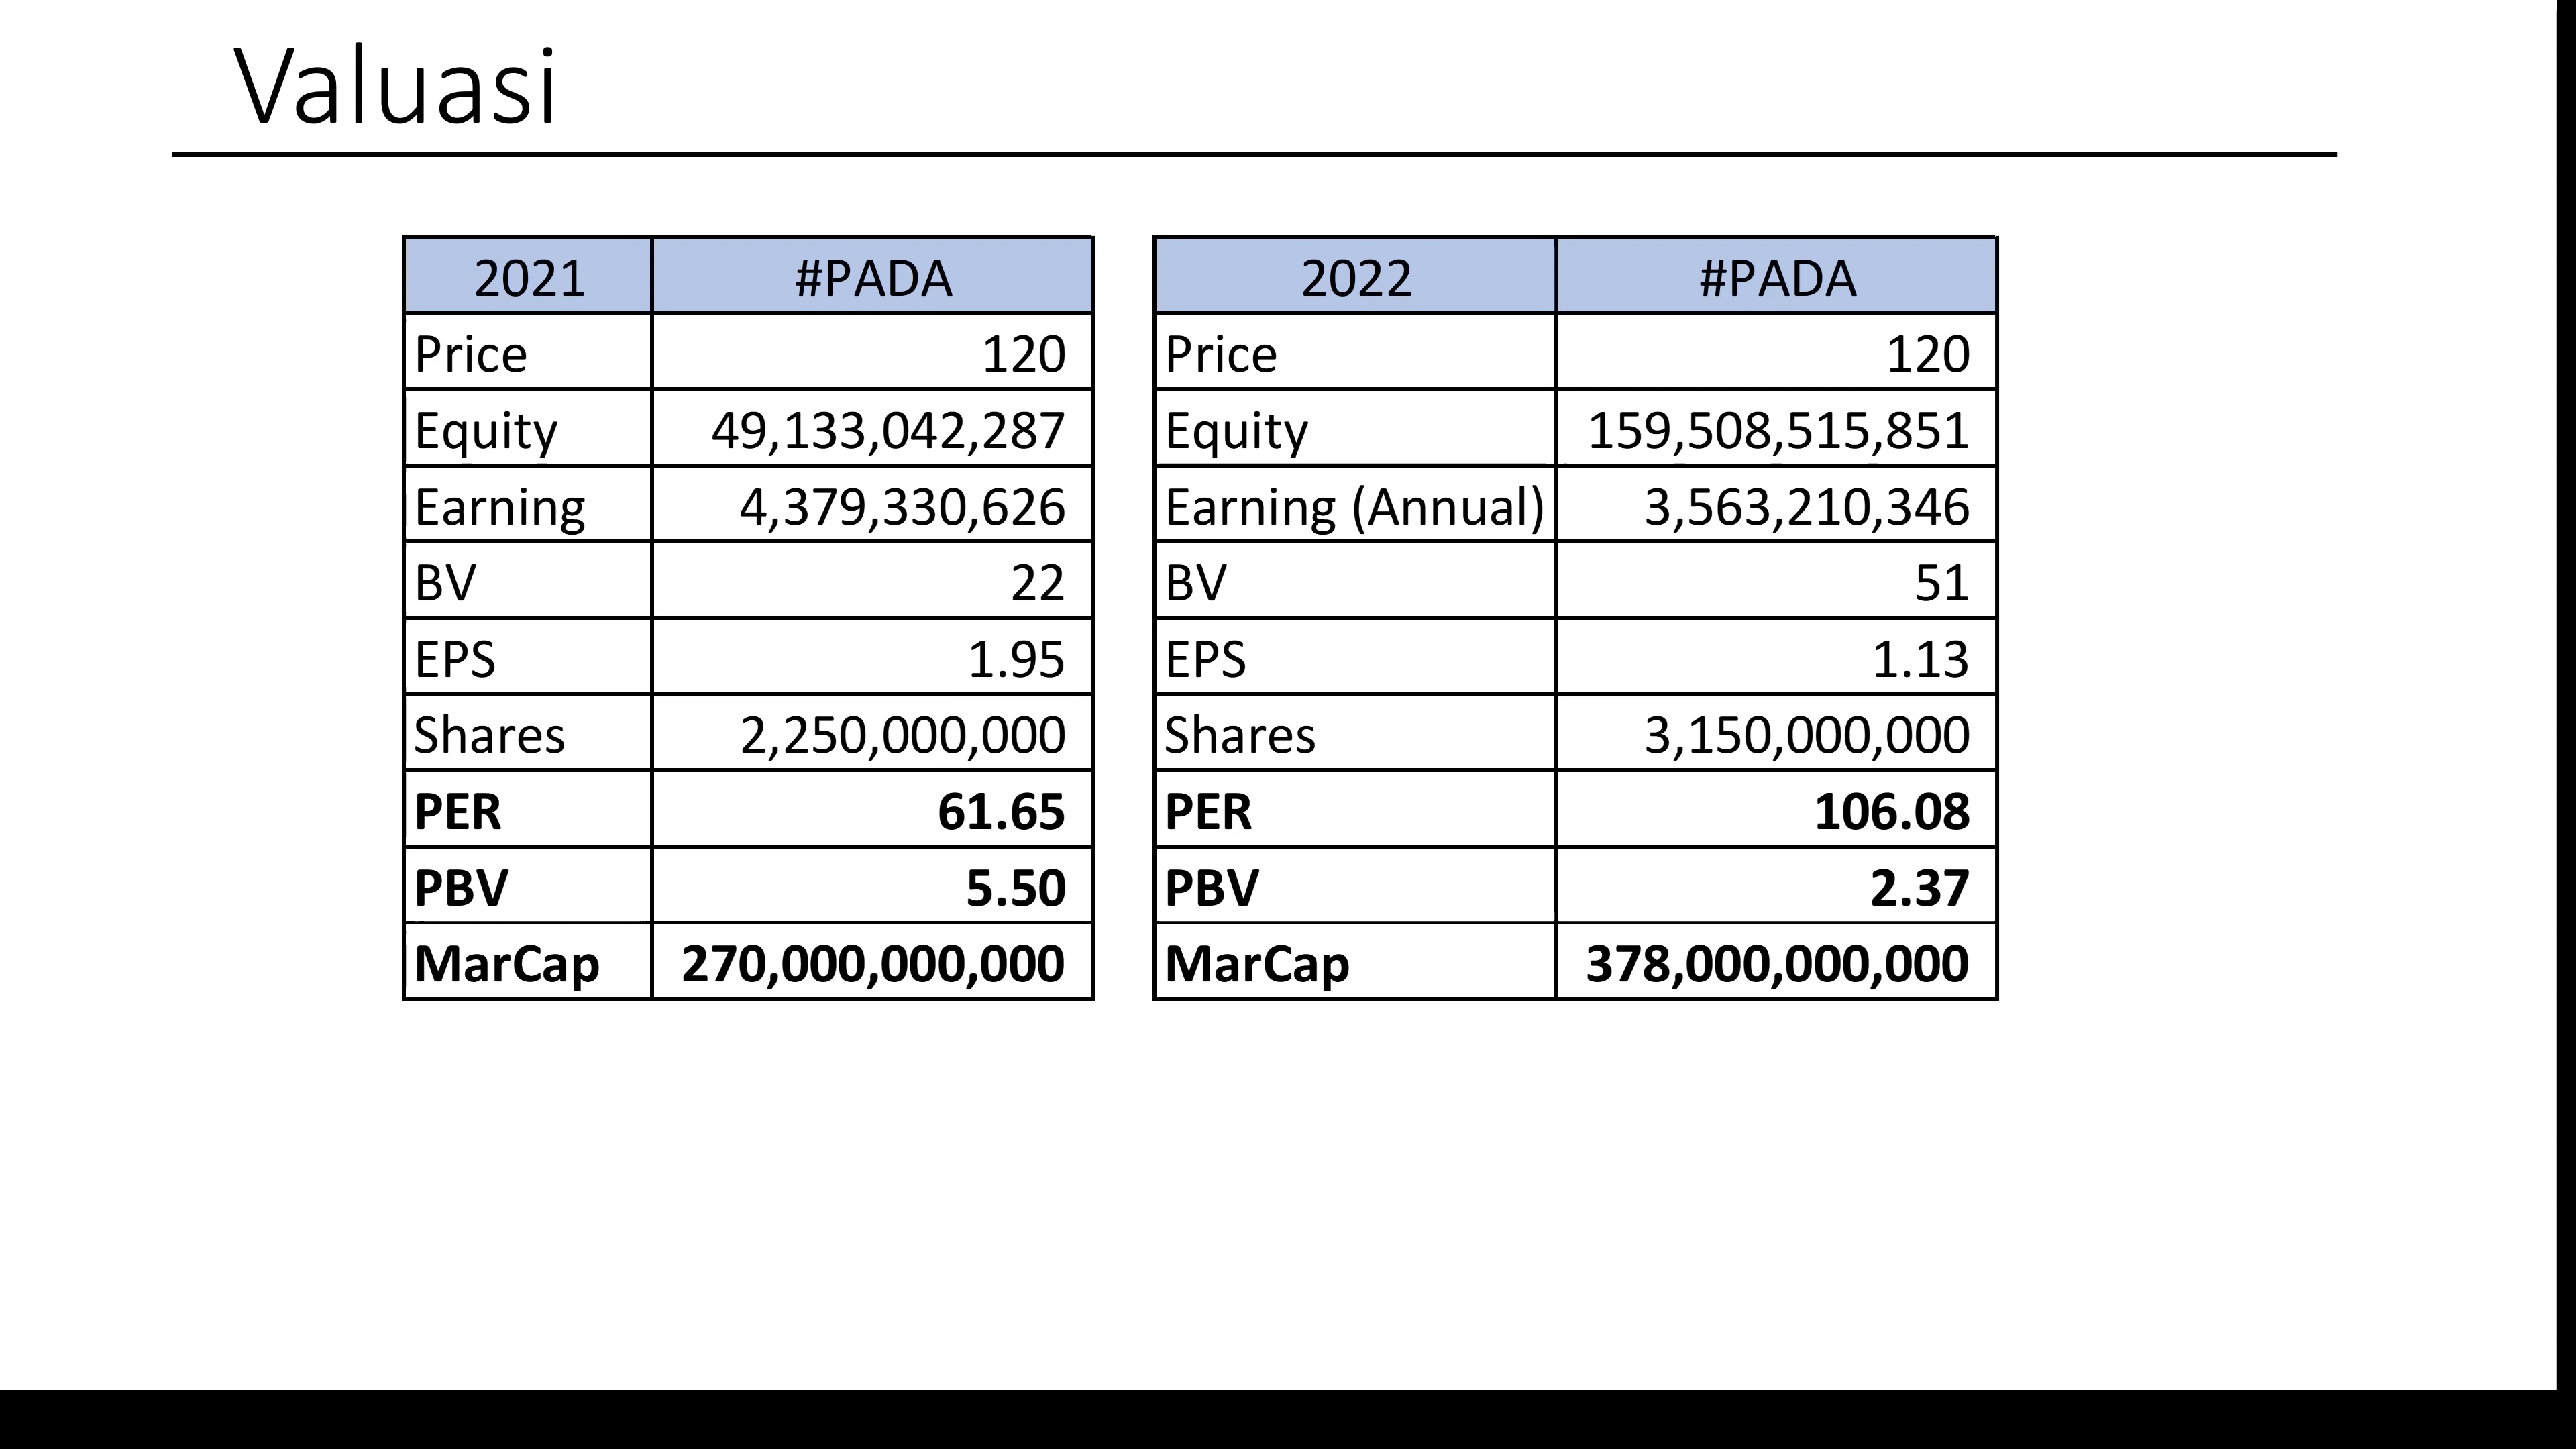 Valuasi
2021 #PADA
Price 120
Equity 49,133,042,287
Earning 4,379,330,626
BV 22
EPS 1.95
Shares 2,250,000,000
PER 61.65
PBV 5.50
MarCap 270,000,000,000
2022 #PADA
Price 120
Equity 159,508,515,851
Earning (Annual) 3,563,210,346
BV 51
EPS 1.13
Shares 3,150,000,000
PER 106.08
PBV 2.37
MarCap 378,000,000,000